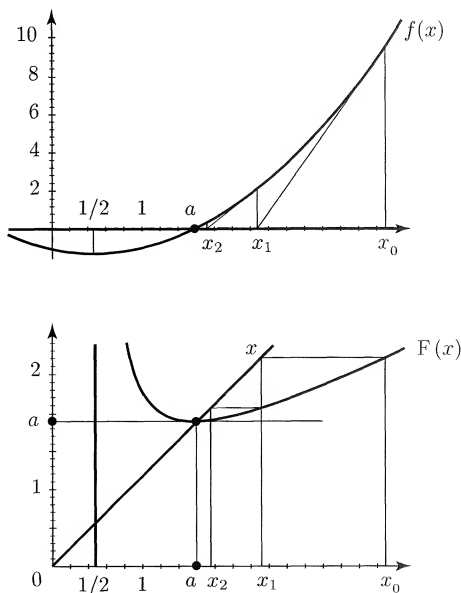 10
f(x)
8
6
4
2
1/2 1 a
x₂ x₁ x₀
x F(x)
2
a
1
0 1/2 1 a x₂ x₁ x₀